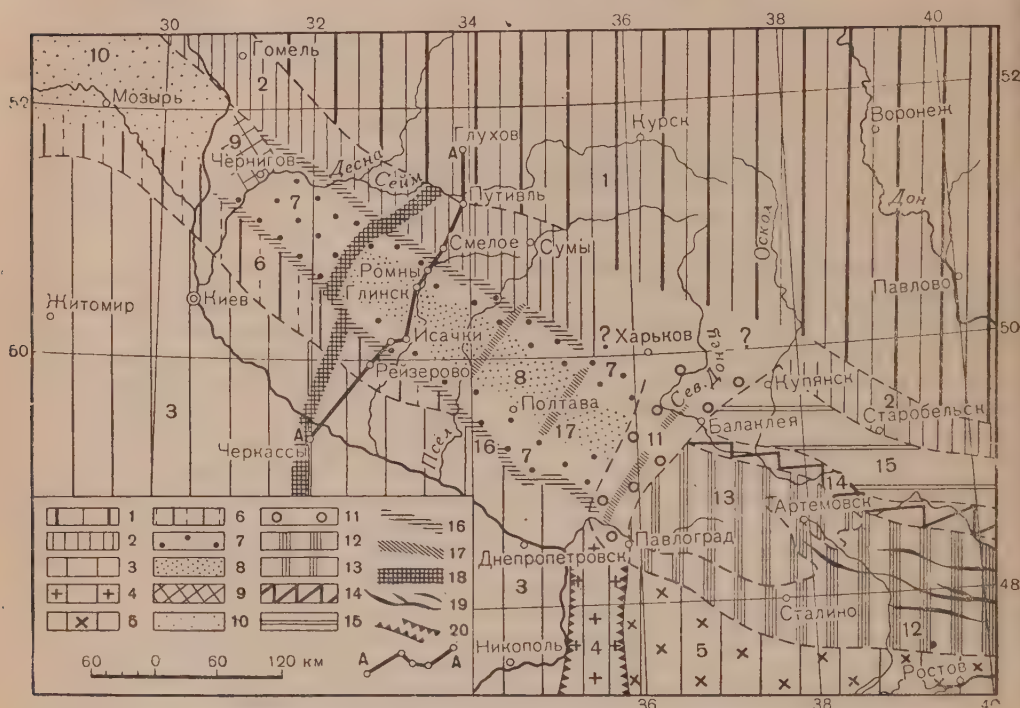 30 32 34 36 38 40
10
Гомель
2
52
52
Мозырь
Глухов
А
Курск
Воронеж
9
Чернигов
Десна
Сейм
1
7
Путивль
Дон
Оскол
Смелое
Сумы
6
Ромны
Глинск
Киев
Павлово
Житомир
50
Исачки
? Харьков ?
60
Рейзерово
7
Сев. Донец
8
Купянск
2
3
Полтава
Старобельск
А
17
11
Балаклея
Черкассы
Псёл
16
15
7
13
14
Артемовск
1 6 11 16
2 7 12 17
Днепропетровск
Павлоград
3 8 13 18
3
48
4 9 14 19
Сталино
5 10 15 20
12
А А
4
5
60 0 60 120 км
Никополь
Ростов
36 38 40